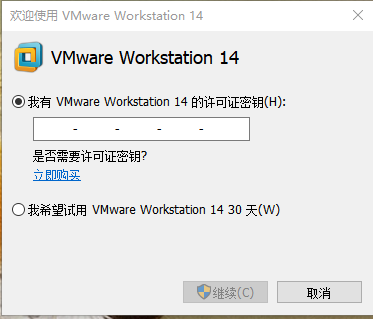 欢迎使用 VMware Workstation 14
VMware Workstation 14
我有 VMware Workstation 14 的许可证密钥(H):
- - - -
是否需要许可证密钥?
立即购买
我希望试用 VMware Workstation 14 30 天(W)
继续(C) 取消